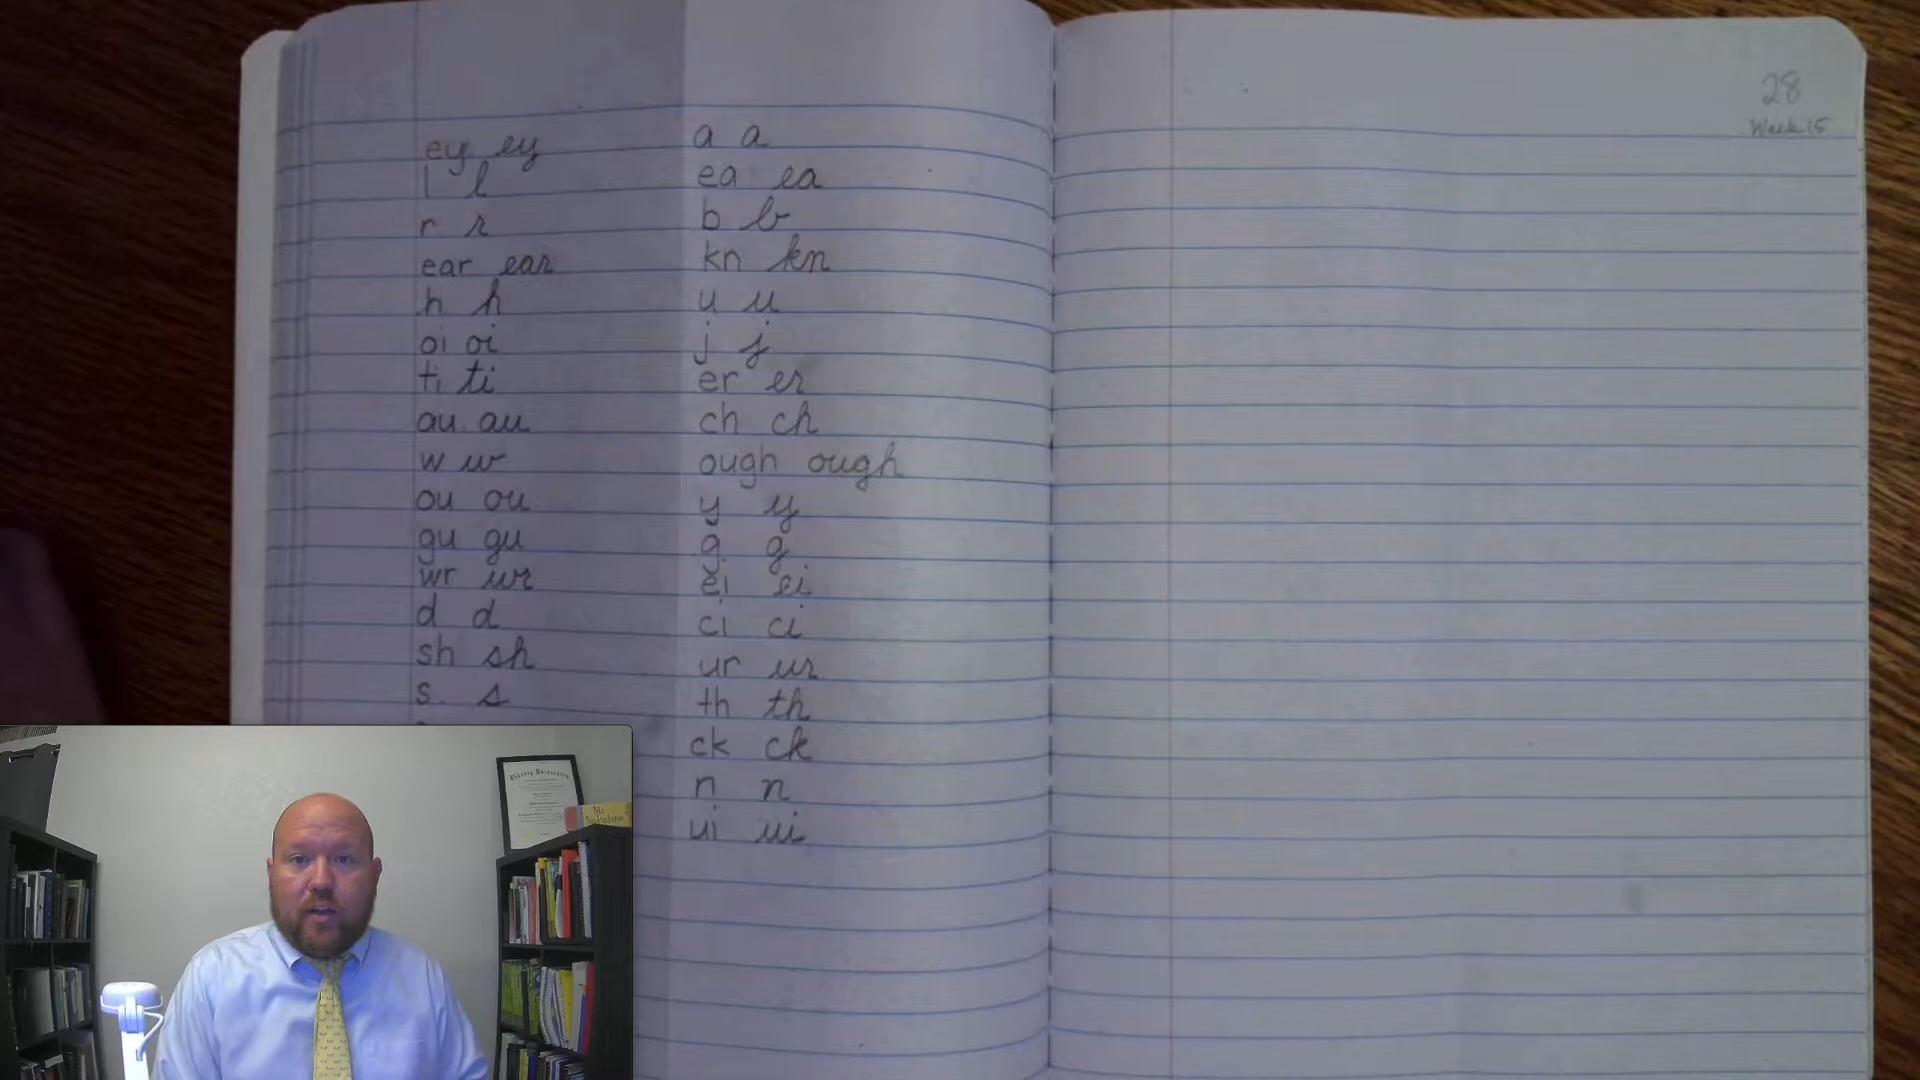 ey ey
l l
r r
ear ear
h h
oi oi
ti ti
au au
w w
ou ou
gu gu
wr wr
d d
sh sh
s s
a a
ea ea
b b
kn kn
u u
j j
er er
ch ch
ough ough
y y
g g
ei ei
ci ci
ur ur
th th
ck ck
n n
ui ui
28
Week 15